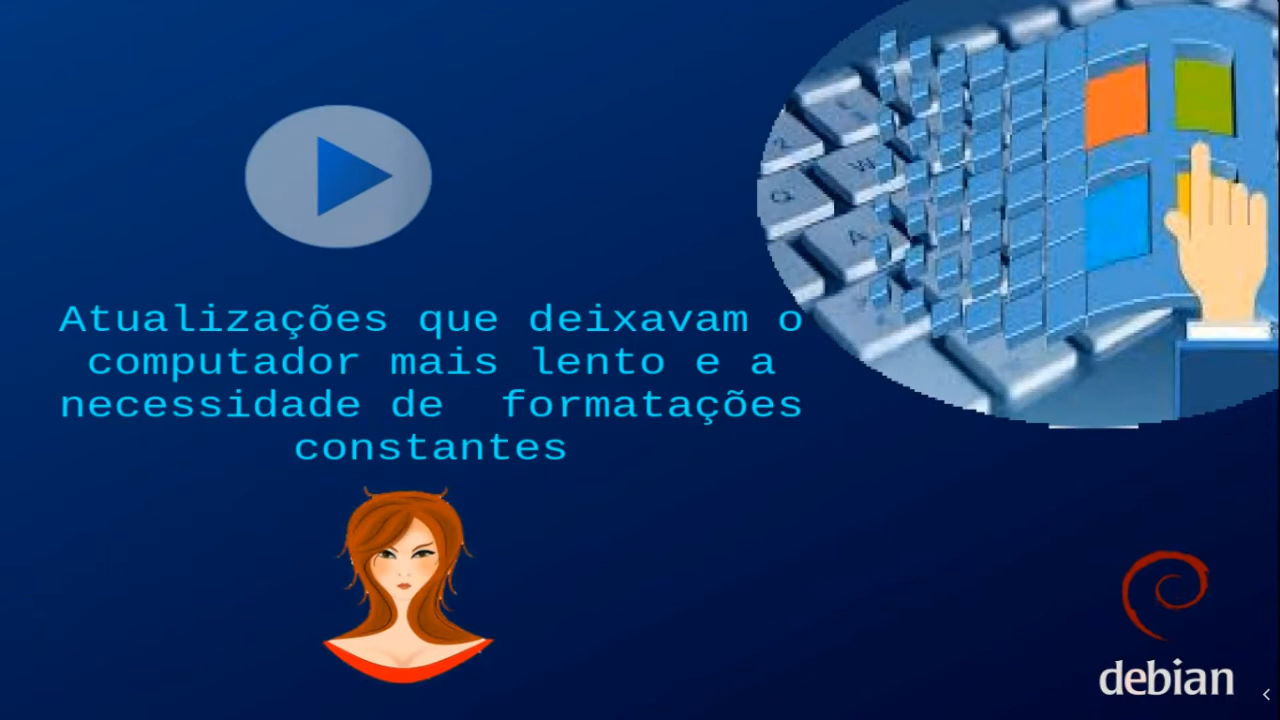 Atualizações que deixavam o
computador mais lento e a
necessidade de  formatações
constantes
W
Q
A
debian